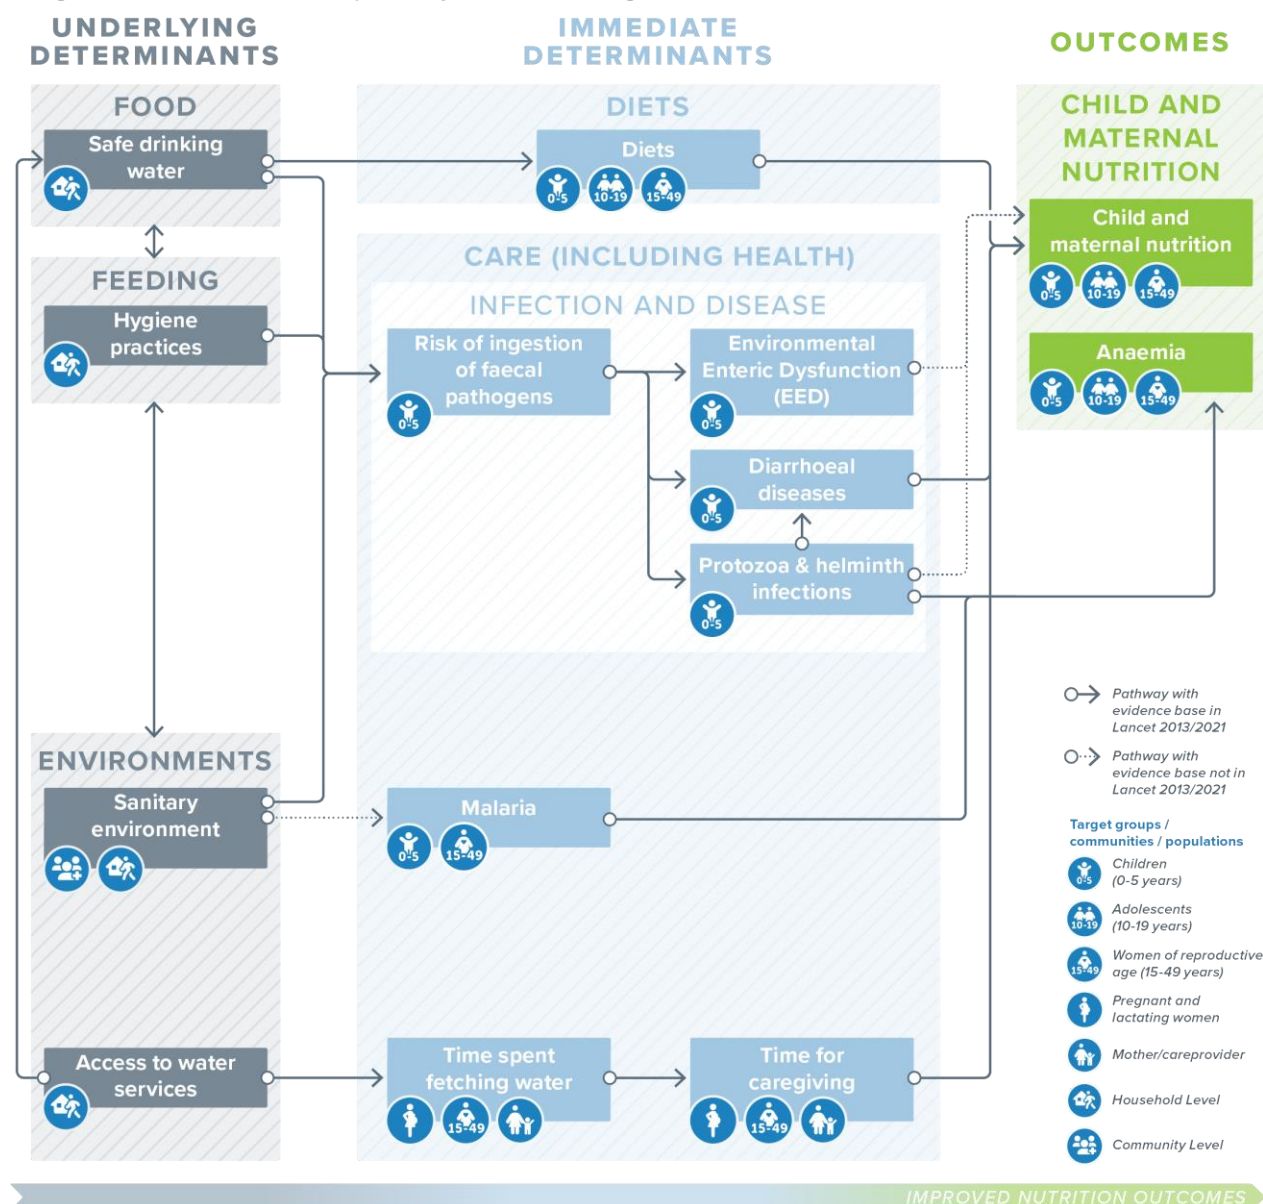 UNDERLYING
DETERMINANTS
IMMEDIATE
DETERMINANTS
OUTCOMES
FOOD
Safe drinking
water
FEEDING
Hygiene
practices
ENVIRONMENTS
Sanitary
environment
Access to water
services
DIETS
Diets
0-5
10-19
15-49
CARE (INCLUDING HEALTH)
INFECTION AND DISEASE
Risk of ingestion
of faecal
pathogens
0-5
Environmental
Enteric Dysfunction
(EED)
0-5
Diarrhoeal
diseases
0-5
Protozoa & helminth
infections
0-5
Malaria
0-5
15-49
Time spent
fetching water
15-49
Time for
caregiving
15-49
CHILD AND
MATERNAL
NUTRITION
Child and
maternal nutrition
0-5
10-19
15-49
Anaemia
0-5
10-19
15-49
Pathway with
evidence base in
Lancet 2013/2021
Pathway with
evidence base not in
Lancet 2013/2021
Target groups /
communities / populations
0-5
Children
(0-5 years)
10-19
Adolescents
(10-19 years)
15-49
Women of reproductive
age (15-49 years)
Pregnant and
lactating women
Mother/careprovider
Household Level
Community Level
IMPROVED NUTRITION OUTCOMES